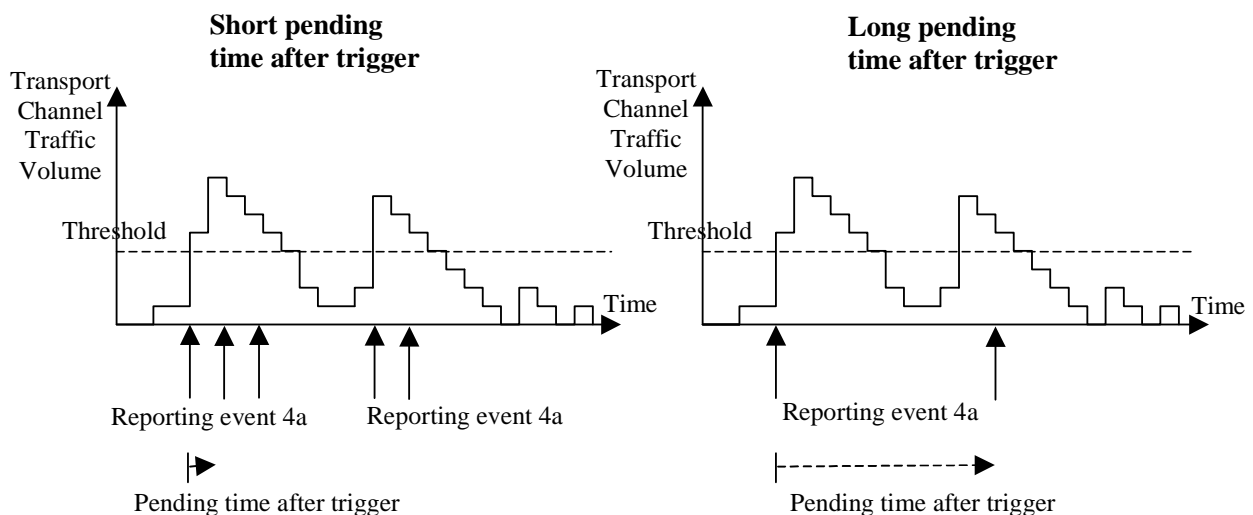 Short pending
time after trigger
Transport
Channel
Traffic
Volume
Threshold
Time
Reporting event 4a
Reporting event 4a
Pending time after trigger
Long pending
time after trigger
Transport
Channel
Traffic
Volume
Threshold
Time
Reporting event 4a
Pending time after trigger